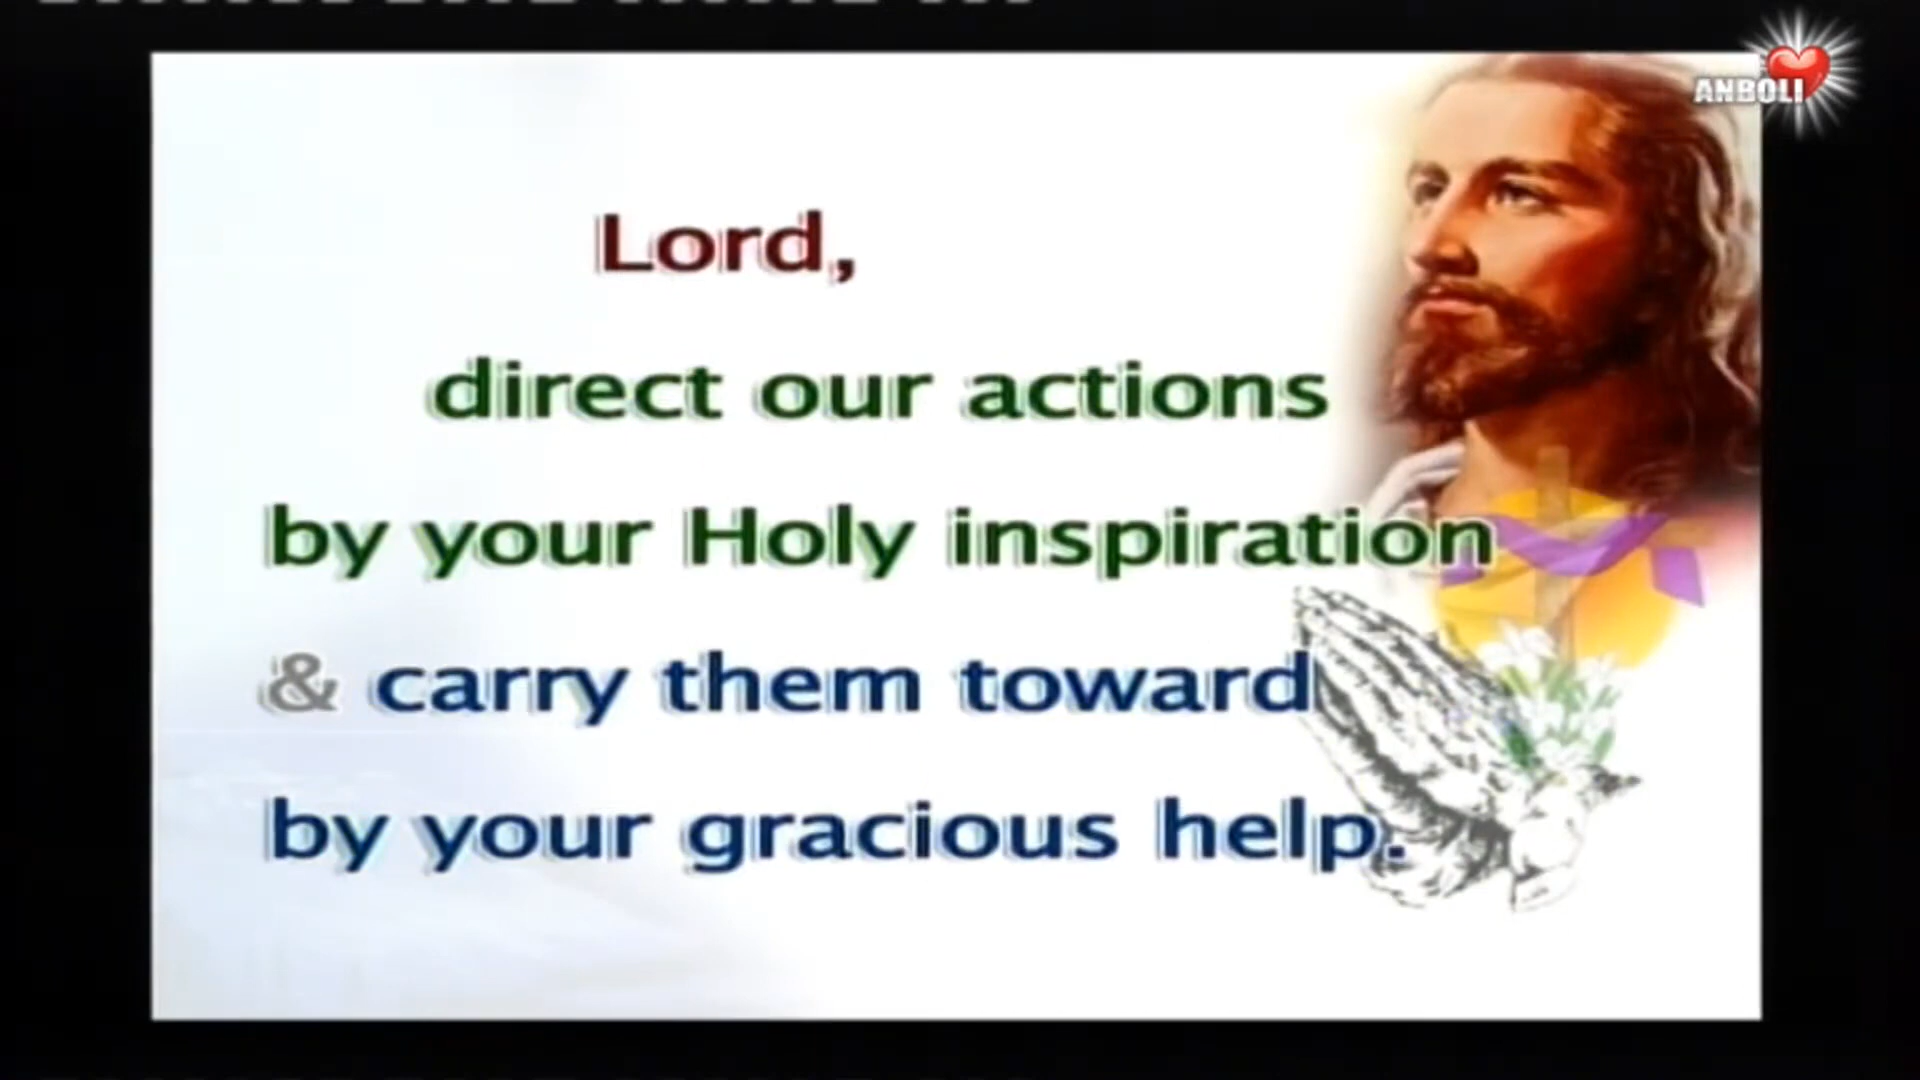 ANBOLI
Lord,
direct our actions
by your Holy inspiration
& carry them toward
by your gracious help.